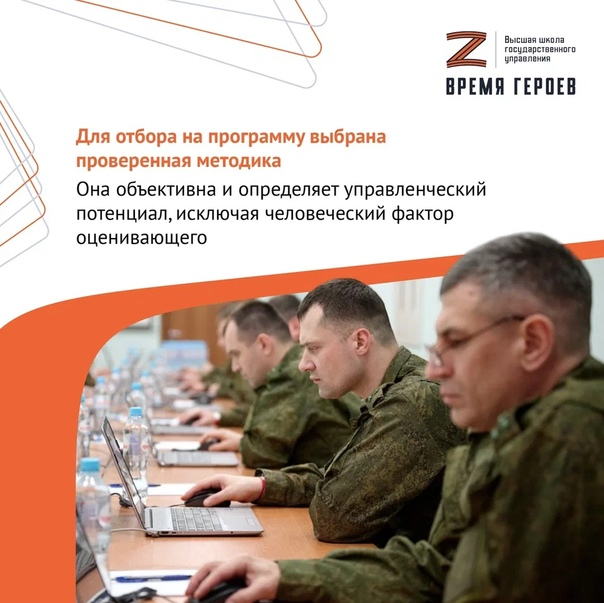 Высшая школа
государственного
управления
ВРЕМЯ ГЕРОЕВ
Для отбора на программу выбрана
проверенная методика
Она объективна и определяет управленческий
потенциал, исключая человеческий фактор
оценивающего